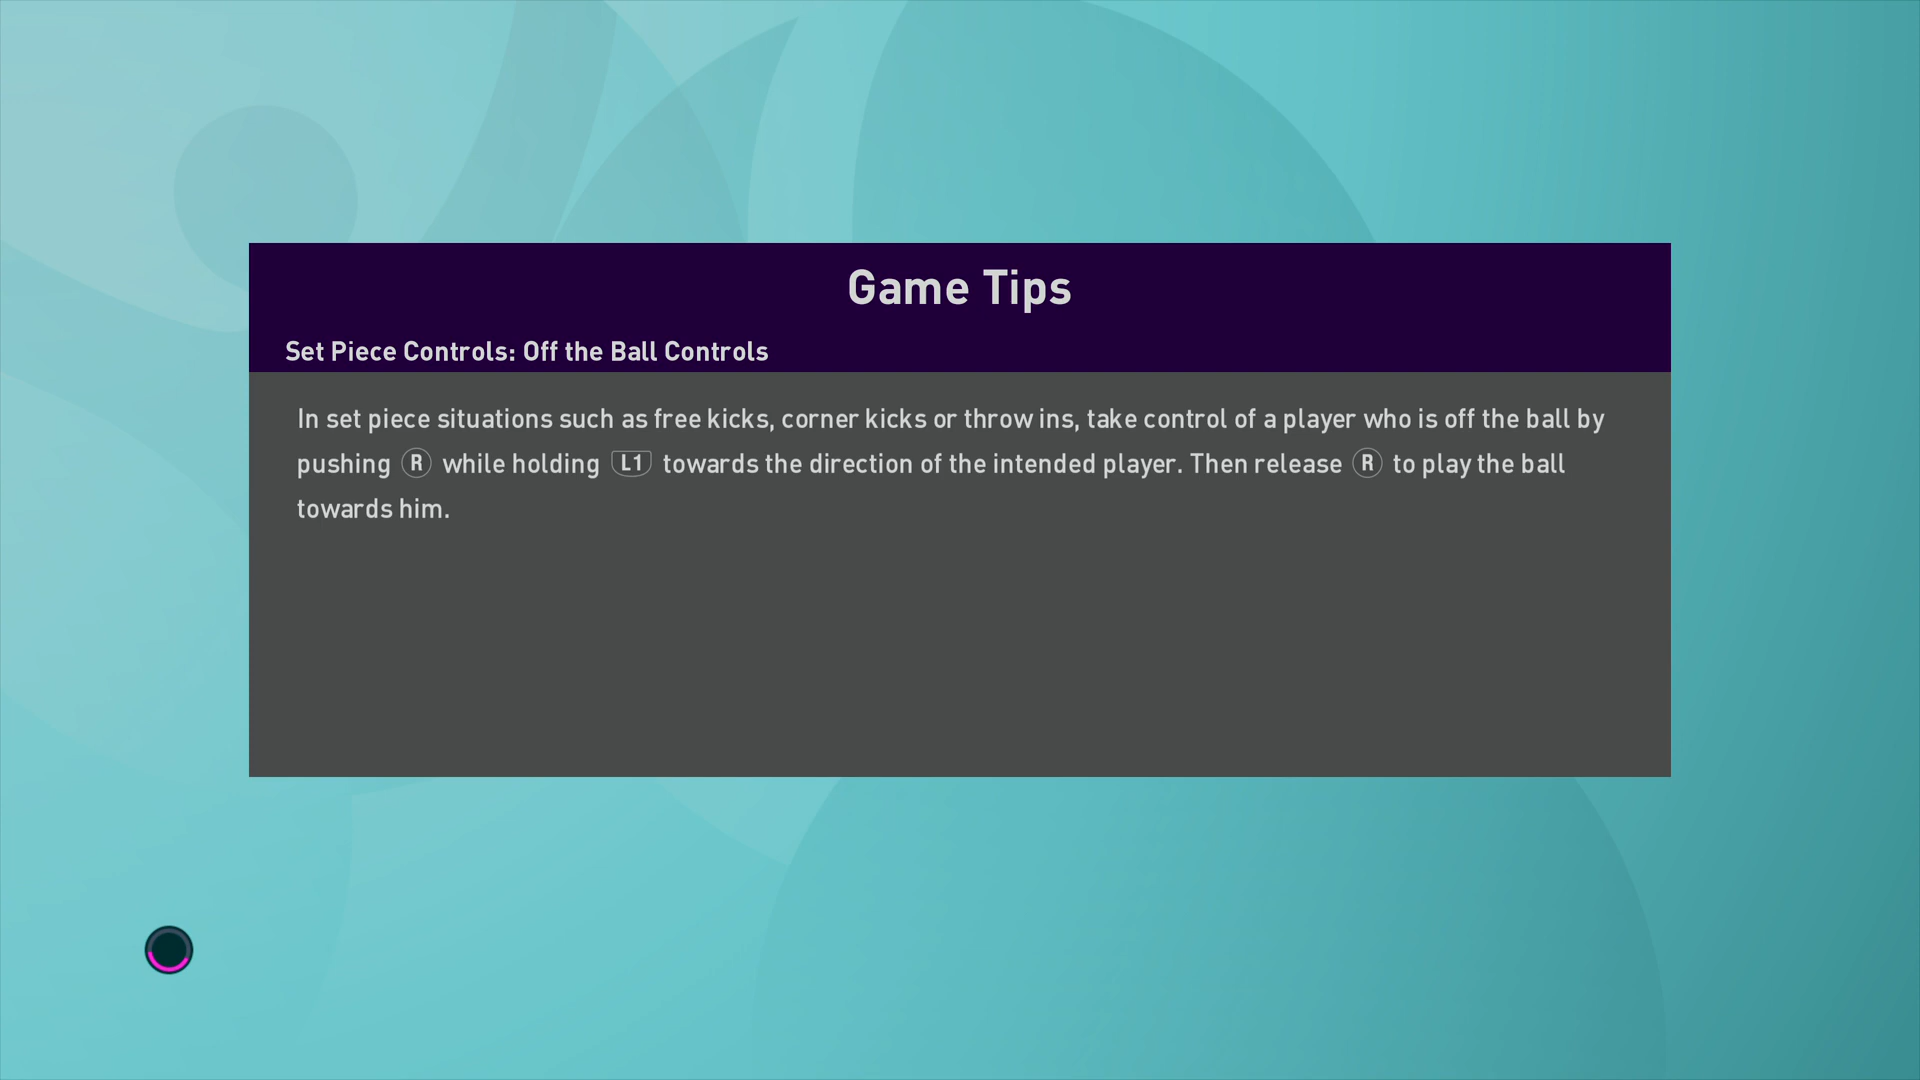 Game Tips
Set Piece Controls: Off the Ball Controls
In set piece situations such as free kicks, corner kicks or throw ins, take control of a player who is off the ball by
pushing R while holding L1 towards the direction of the intended player. Then release R to play the ball
towards him.